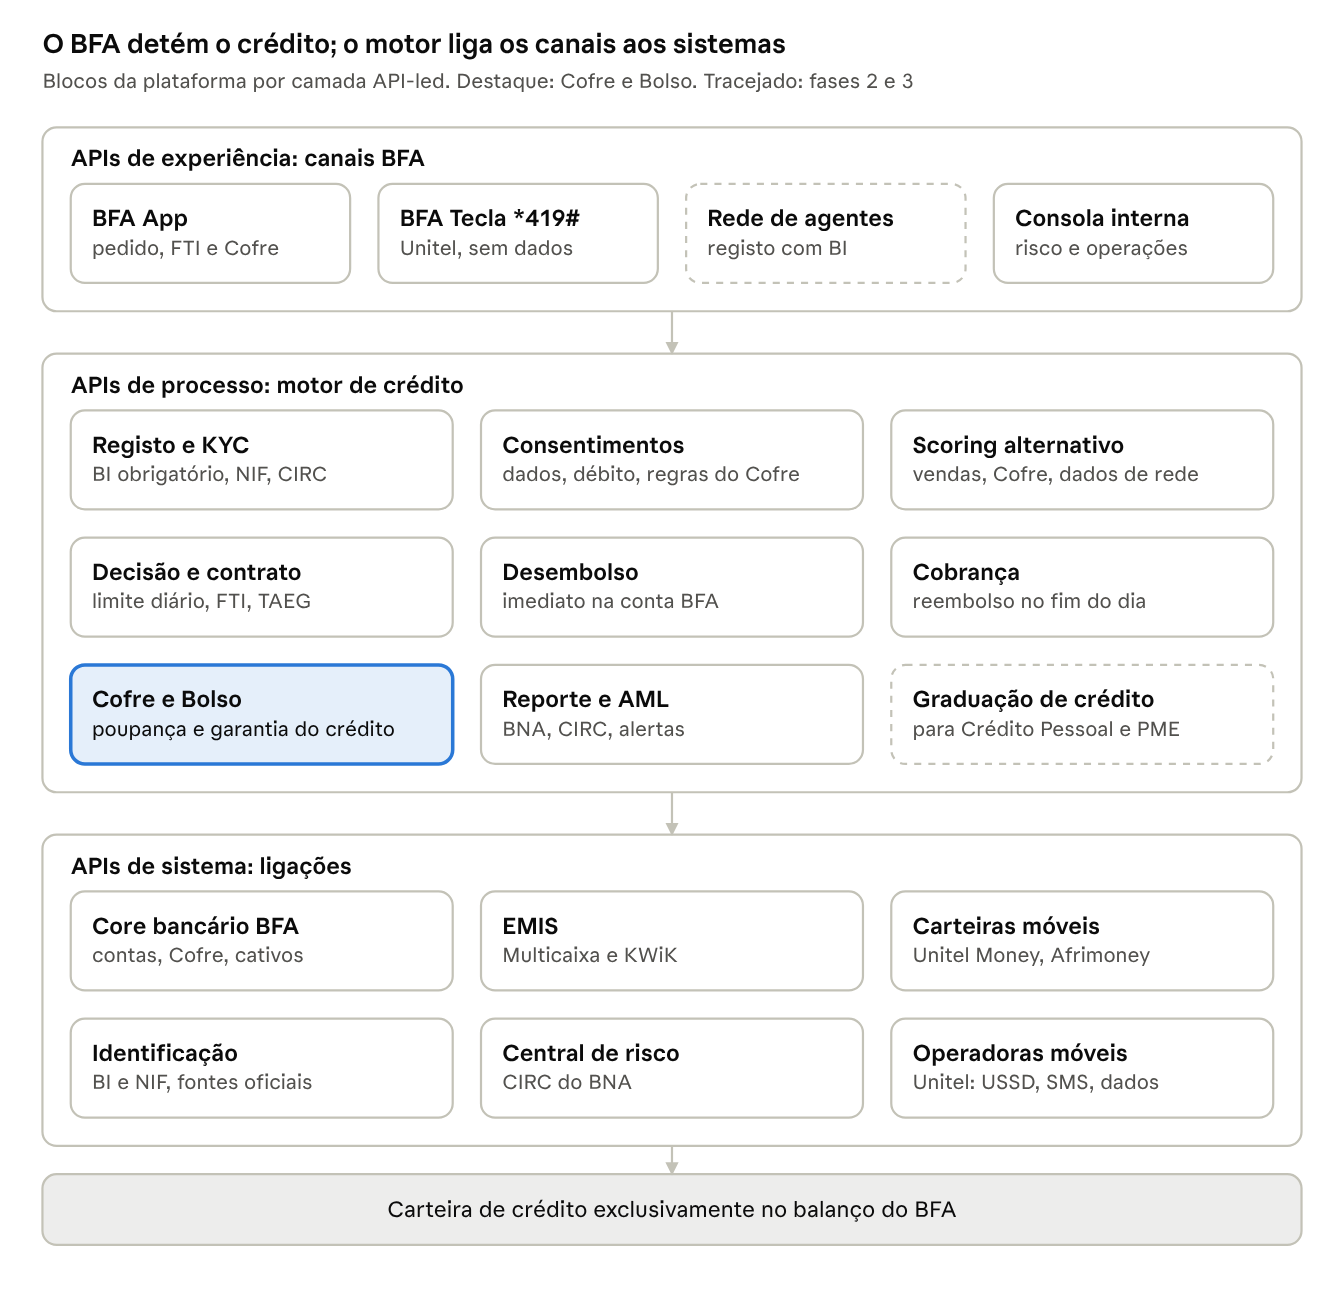 O BFA detém o crédito; o motor liga os canais aos sistemas
Blocos da plataforma por camada API-led. Destaque: Cofre e Bolso. Tracejado: fases 2 e 3
APIs de experiência: canais BFA
BFA App
pedido, FTI e Cofre
BFA Tecla *419#
Unitel, sem dados
Rede de agentes
registo com BI
Consola interna
risco e operações
APIs de processo: motor de crédito
Registo e KYC
BI obrigatório, NIF, CIRC
Consentimentos
dados, débito, regras do Cofre
Scoring alternativo
vendas, Cofre, dados de rede
Decisão e contrato
limite diário, FTI, TAEG
Desembolso
imediato na conta BFA
Cobrança
reembolso no fim do dia
Cofre e Bolso
poupança e garantia do crédito
Reporte e AML
BNA, CIRC, alertas
Graduação de crédito
para Crédito Pessoal e PME
APIs de sistema: ligações
Core bancário BFA
contas, Cofre, cativos
EMIS
Multicaixa e KWiK
Carteiras móveis
Unitel Money, Afrimoney
Identificação
BI e NIF, fontes oficiais
Central de risco
CIRC do BNA
Operadoras móveis
Unitel: USSD, SMS, dados
Carteira de crédito exclusivamente no balanço do BFA